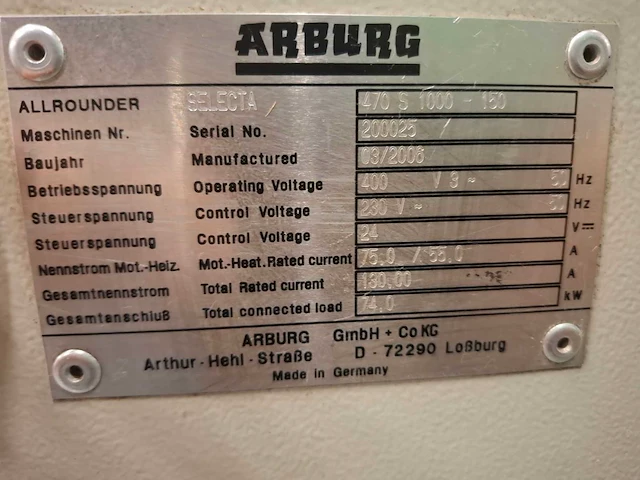 ARBURG
ALLROUNDER SELECTA 470 S 1000 - 150
Maschinen Nr. Serial No. 200025 /
Baujahr Manufactured 03/2006
Betriebsspannung Operating Voltage 400 V 3 ~ 50 Hz
Steuerspannung Control Voltage 230 V ~ 50 Hz
Steuerspannung Control Voltage 24 V⎓
Nennstrom Mot.-Heiz. Mot.-Heat. Rated current 75.0 / 55.0 A
Gesamtnennstrom Total Rated current 130.00 A
Gesamtanschluß Total connected load 74.0 kW
ARBURG GmbH + Co KG
Arthur - Hehl - Straße D - 72290 Loßburg
Made in Germany